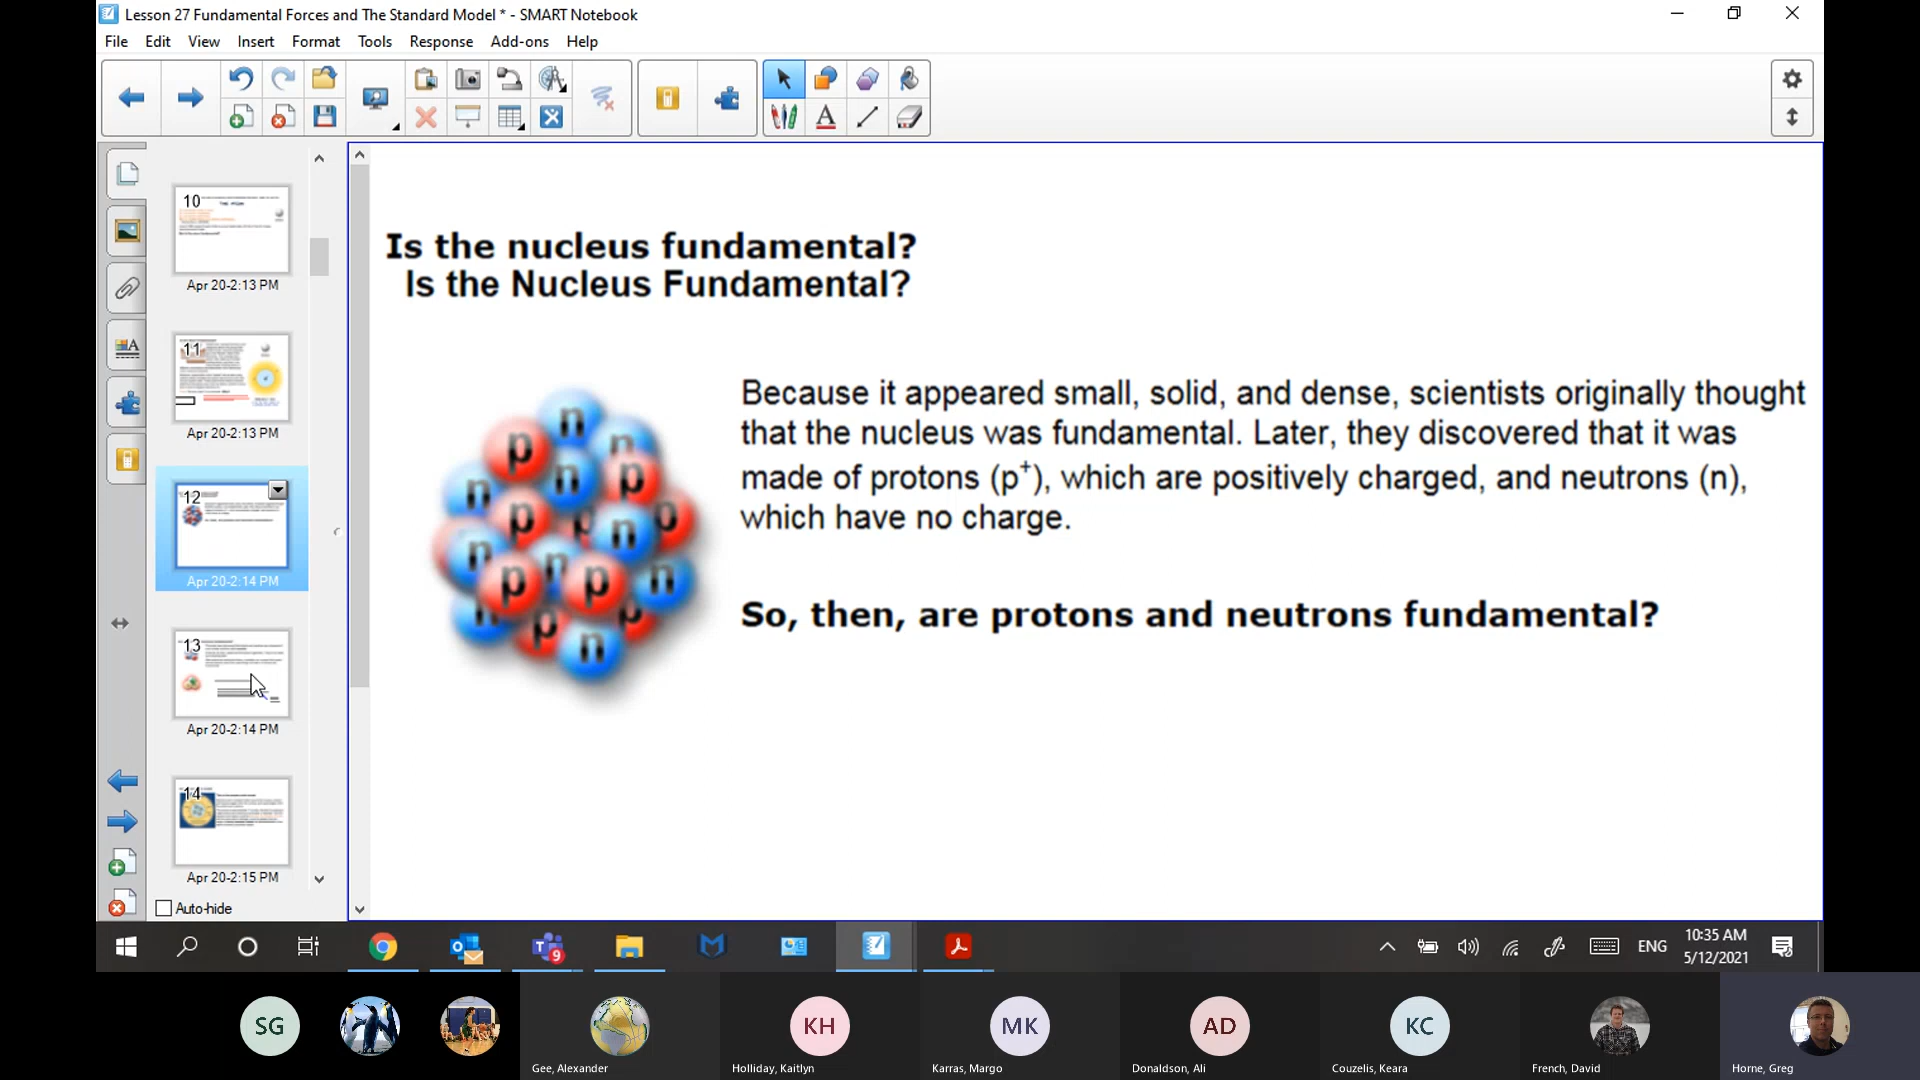 Lesson 27 Fundamental Forces and The Standard Model * - SMART Notebook
File Edit View Insert Format Tools Response Add-ons Help
10
Apr 20-2:13 PM
11
Apr 20-2:13 PM
12
Apr 20-2:14 PM
13
Apr 20-2:14 PM
14
Apr 20-2:15 PM
Auto-hide
Is the nucleus fundamental?
Is the Nucleus Fundamental?
n
p
n
n
p
n
p
p
n
p
n
n
p
p
n
n
p
p
n
Because it appeared small, solid, and dense, scientists originally thought
that the nucleus was fundamental. Later, they discovered that it was
made of protons (p⁺), which are positively charged, and neutrons (n),
which have no charge.
So, then, are protons and neutrons fundamental?
9
ENG
10:35 AM
5/12/2021
SG
KH
MK
AD
KC
Gee, Alexander
Holliday, Kaitlyn
Karras, Margo
Donaldson, Ali
Couzelis, Keara
French, David
Horne, Greg